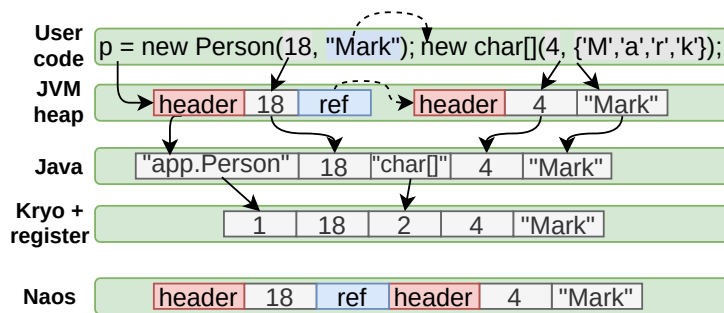 User code
p = new Person(18, "Mark"); new char[](4, {'M','a','r','k'});
JVM heap
header 18 ref header 4 "Mark"
Java
"app.Person" 18 "char[]" 4 "Mark"
Kryo + register
1 18 2 4 "Mark"
Naos
header 18 ref header 4 "Mark"